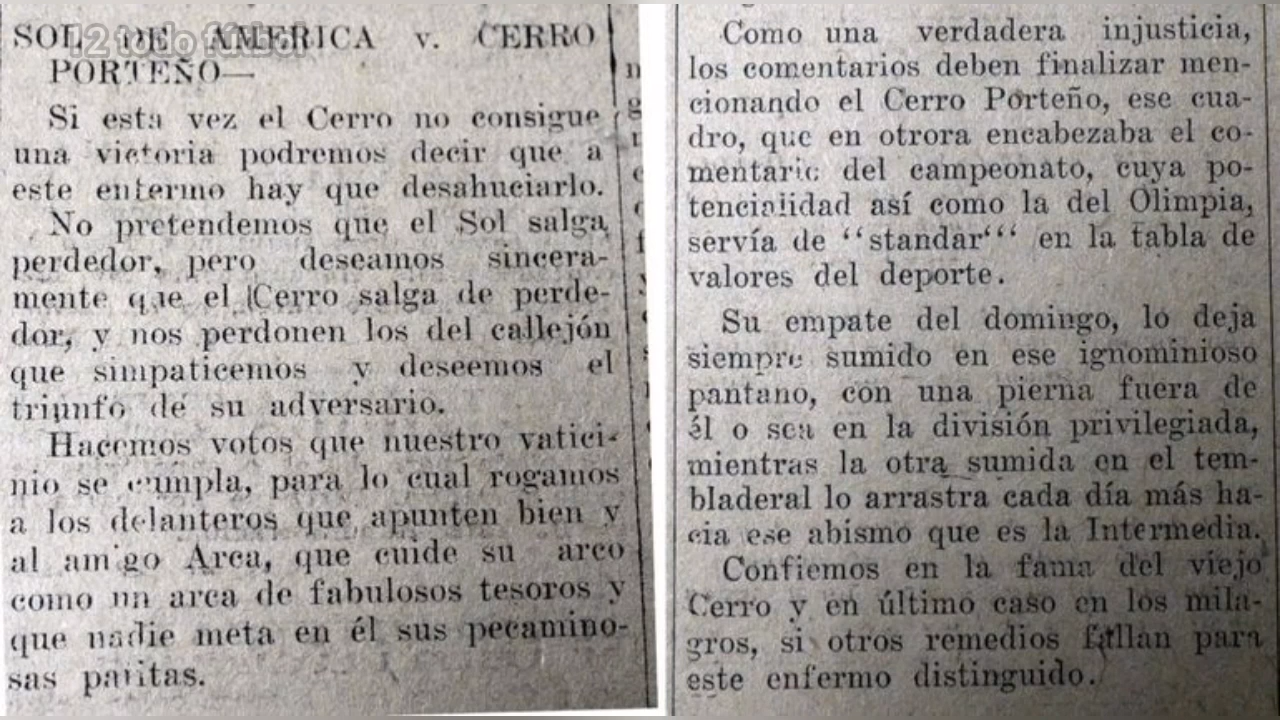 SOL DE AMERICA v. CERRO
PORTEÑO—
Si esta vez el Cerro no consigue
una victoria podremos decir que a
este enfermo hay que desahuciarlo.
No pretendemos que el Sol salga
perdedor, pero deseamos sincera-
mente que el Cerro salga de perde-
dor, y nos perdonen los del callejón
que simpaticemos y deseemos el
triunfo de su adversario.
Hacemos votos que nuestro vatici-
nio se cumpla, para lo cual rogamos
a los delanteros que apunten bien y
al amigo Arca, que cuide su arco
como un arca de fabulosos tesoros y
que nadie meta en él sus pecamino-
sas patitas.
Como una verdadera injusticia,
los comentarios deben finalizar men-
cionando el Cerro Porteño, ese cua-
dro, que en otrora encabezaba el co-
mentario del campeonato, cuya po-
tencialidad así como la del Olimpia,
servía de “standar“‘ en la tabla de
valores del deporte.
Su empate del domingo, lo deja
siempre sumido en ese ignominioso
pantano, con una pierna fuera de
él o sea en la división privilegiada,
mientras la otra sumida en el tem-
bladeral lo arrastra cada día más ha-
cia ese abismo que es la Intermedia.
Confiemos en la fama del viejo
Cerro y en último caso en los mila-
gros, si otros remedios fallan para
este enfermo distinguido.
12 todo fútbol